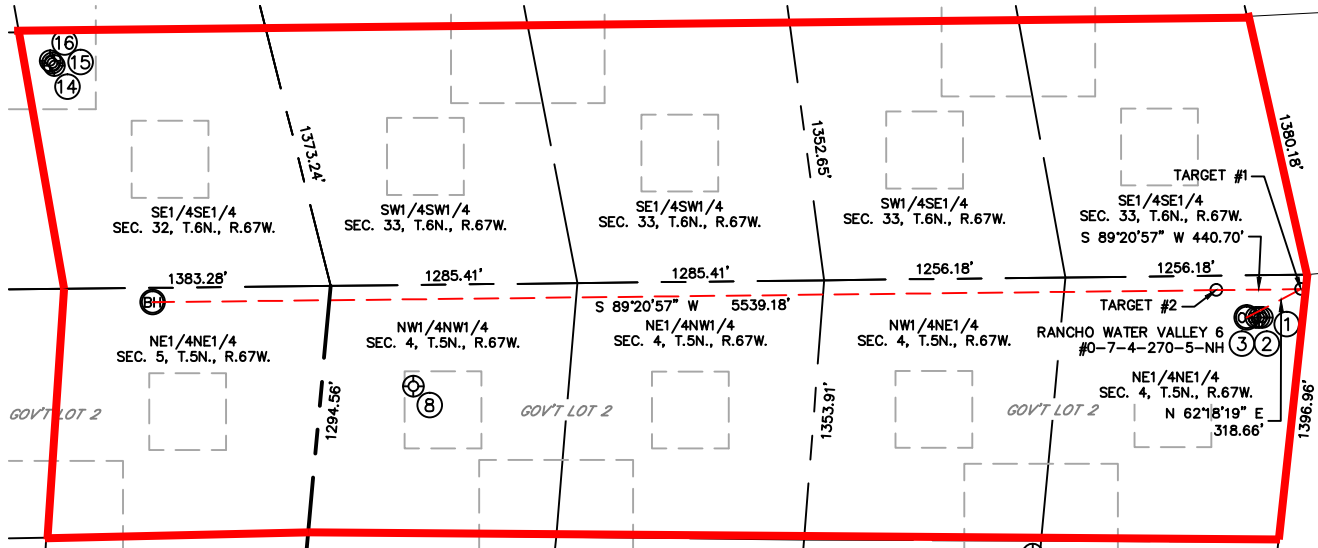 16
15
14
1373.24'
1352.65'
1380.18'
TARGET #1
SE1/4SE1/4
SEC. 32, T.6N., R.67W.
SW1/4SW1/4
SEC. 33, T.6N., R.67W.
SE1/4SW1/4
SEC. 33, T.6N., R.67W.
SW1/4SE1/4
SEC. 33, T.6N., R.67W.
SE1/4SE1/4
SEC. 33, T.6N., R.67W.
S 89°20'57" W 440.70'
1383.28'
1285.41'
1285.41'
1256.18'
1256.18'
BH
S 89°20'57" W 5539.18'
TARGET #2
RANCHO WATER VALLEY 6
#0-7-4-270-5-NH
1
3
2
NE1/4NE1/4
SEC. 5, T.5N., R.67W.
NW1/4NW1/4
SEC. 4, T.5N., R.67W.
NE1/4NW1/4
SEC. 4, T.5N., R.67W.
NW1/4NE1/4
SEC. 4, T.5N., R.67W.
NE1/4NE1/4
SEC. 4, T.5N., R.67W.
N 62°18'19" E
318.66'
8
GOV'T LOT 2
GOV'T LOT 2
GOV'T LOT 2
1294.56'
1353.91'
1396.96'